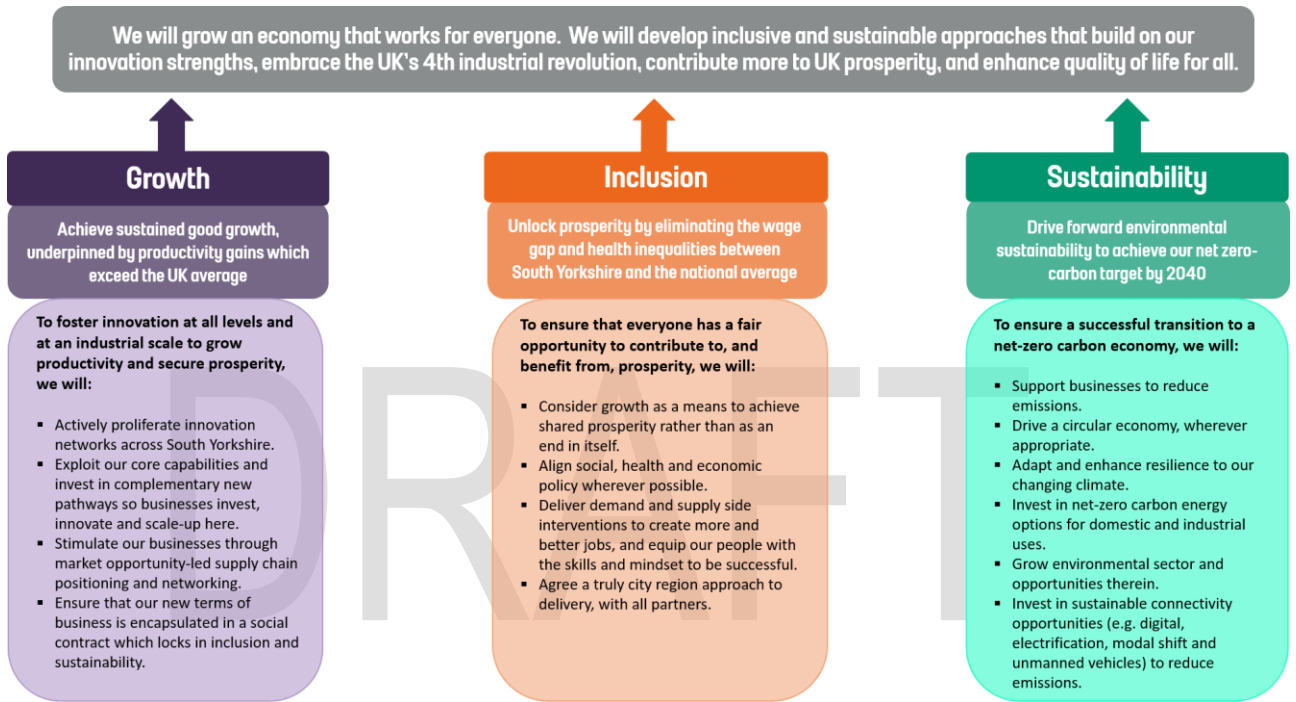 We will grow an economy that works for everyone. We will develop inclusive and sustainable approaches that build on our
innovation strengths, embrace the UK's 4th industrial revolution, contribute more to UK prosperity, and enhance quality of life for all.
Growth
Achieve sustained good growth,
underpinned by productivity gains which
exceed the UK average
To foster innovation at all levels and
at an industrial scale to grow
productivity and secure prosperity,
we will:
▪ Actively proliferate innovation
networks across South Yorkshire.
▪ Exploit our core capabilities and
invest in complementary new
pathways so businesses invest,
innovate and scale-up here.
▪ Stimulate our businesses through
market opportunity-led supply chain
positioning and networking.
▪ Ensure that our new terms of
business is encapsulated in a social
contract which locks in inclusion and
sustainability.
Inclusion
Unlock prosperity by eliminating the wage
gap and health inequalities between
South Yorkshire and the national average
To ensure that everyone has a fair
opportunity to contribute to, and
benefit from, prosperity, we will:
▪ Consider growth as a means to achieve
shared prosperity rather than as an
end in itself.
▪ Align social, health and economic
policy wherever possible.
▪ Deliver demand and supply side
interventions to create more and
better jobs, and equip our people with
the skills and mindset to be successful.
▪ Agree a truly city region approach to
delivery, with all partners.
Sustainability
Drive forward environmental
sustainability to achieve our net zero-
carbon target by 2040
To ensure a successful transition to a
net-zero carbon economy, we will:
▪ Support businesses to reduce
emissions.
▪ Drive a circular economy, wherever
appropriate.
▪ Adapt and enhance resilience to our
changing climate.
▪ Invest in net-zero carbon energy
options for domestic and industrial
uses.
▪ Grow environmental sector and
opportunities therein.
▪ Invest in sustainable connectivity
opportunities (e.g. digital,
electrification, modal shift and
unmanned vehicles) to reduce
emissions.
DRAFT